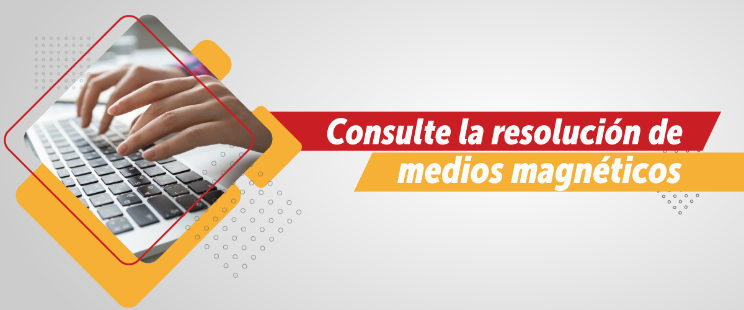 Consulte la resolución de
medios magnéticos